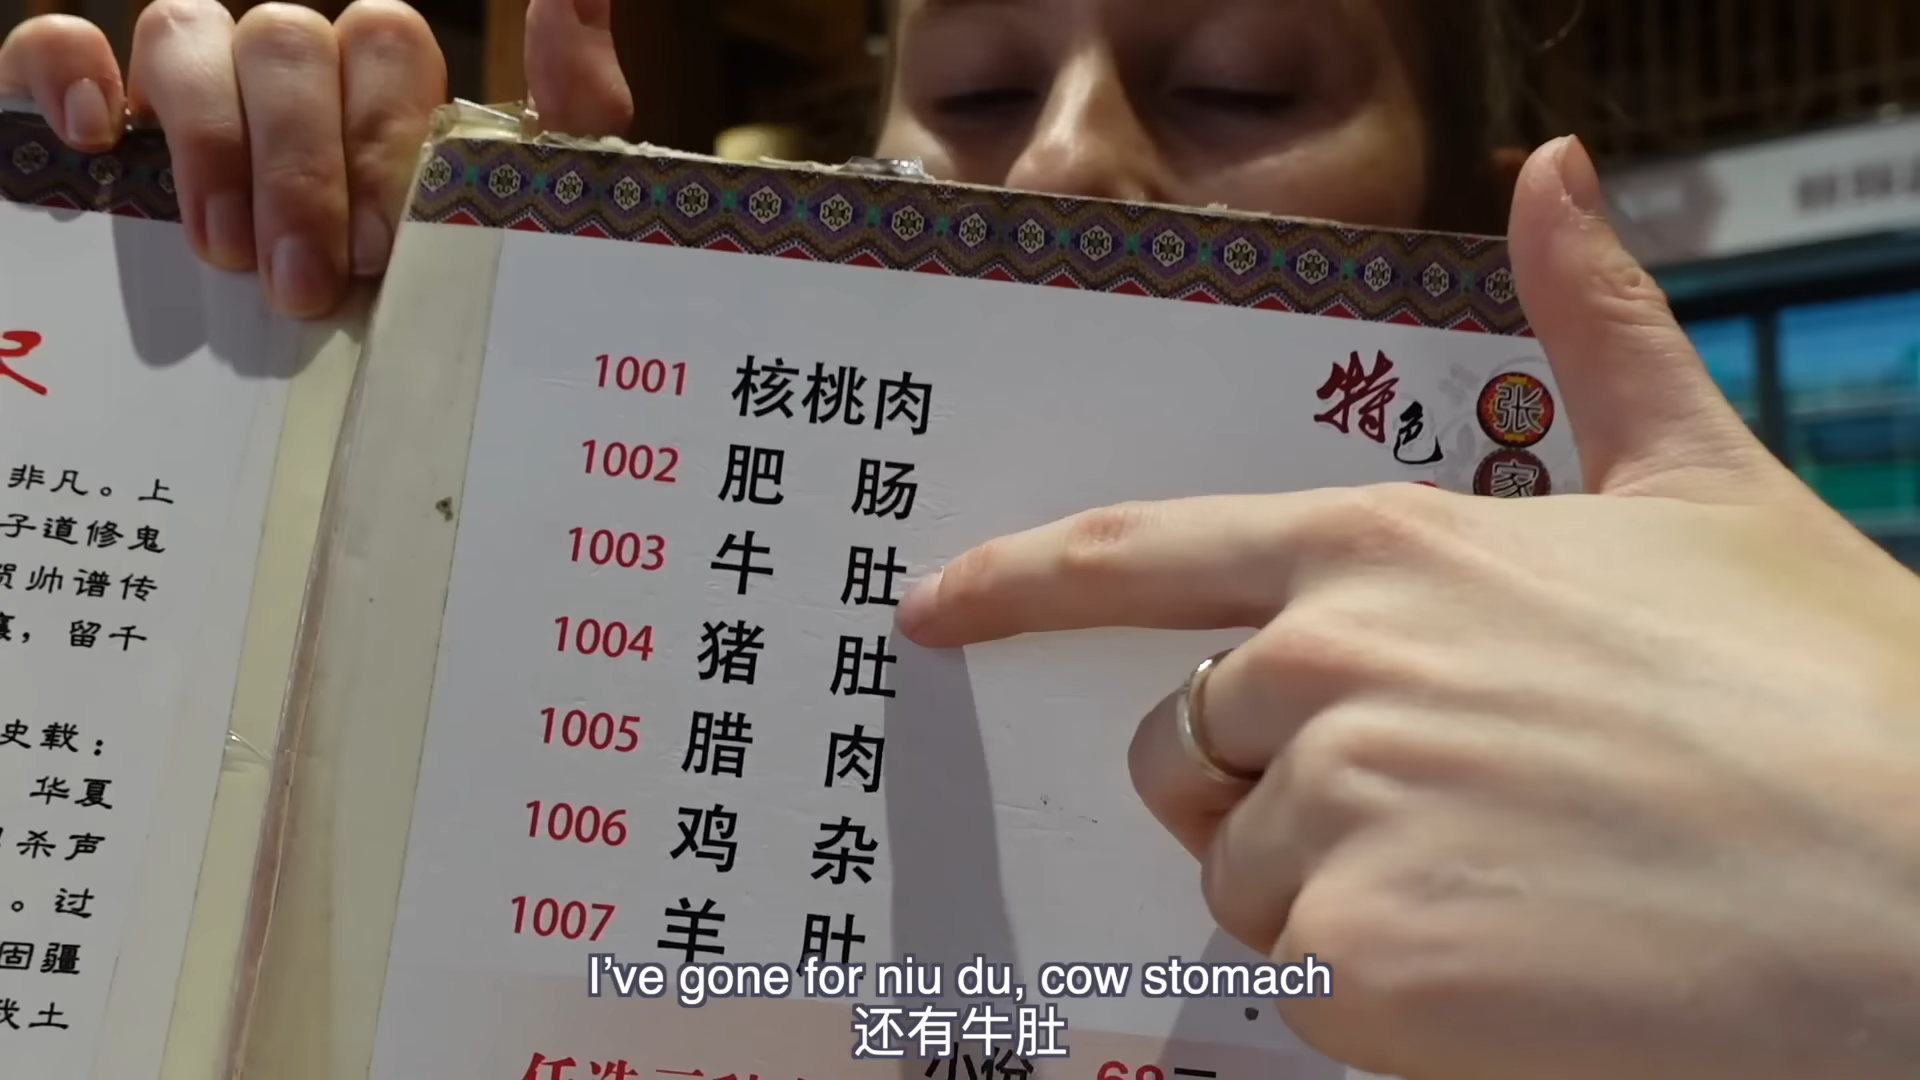 非凡。上
子道修鬼
帅谱传
，留千
史载：
华夏
杀声
。过
固疆
土
特色
张
家
1001 核桃肉
1002 肥 肠
1003 牛 肚
1004 猪 肚
1005 腊 肉
1006 鸡 杂
1007 羊 肚
小份
I’ve gone for niu du, cow stomach
还有牛肚